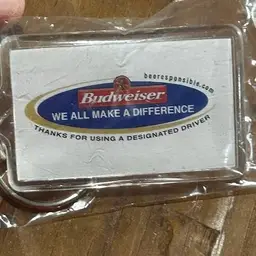 beeresponsible.com
Budweiser
WE ALL MAKE A DIFFERENCE
THANKS FOR USING A DESIGNATED DRIVER